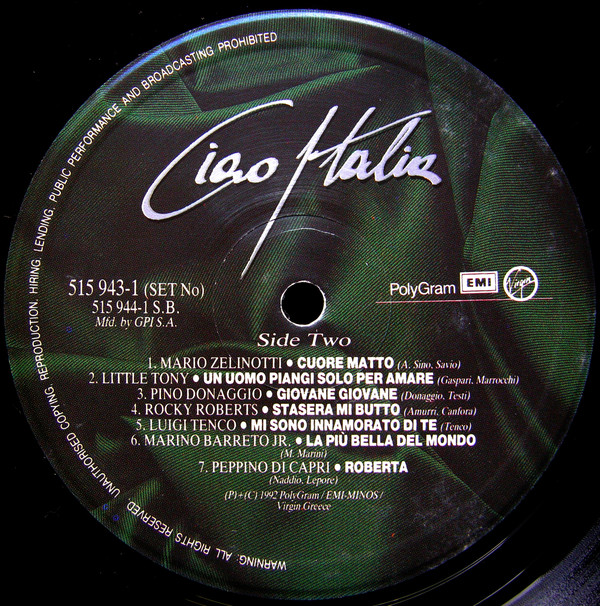 WARNING: ALL RIGHTS RESERVED. UNAUTHORISED COPYING, REPRODUCTION, HIRING, LENDING, PUBLIC PERFORMANCE AND BROADCASTING PROHIBITED
Ciao Italia
515 943-1 (SET No)
515 944-1 S.B.
Mfd. by GPI S.A.
PolyGram EMI Virgin
Side Two
1. MARIO ZELINOTTI • CUORE MATTO (A. Sino, Savio)
2. LITTLE TONY • UN UOMO PIANGI SOLO PER AMARE (Gaspari, Marrocchi)
3. PINO DONAGGIO • GIOVANE GIOVANE (Donaggio, Testi)
4. ROCKY ROBERTS • STASERA MI BUTTO (Amurri, Canfora)
5. LUIGI TENCO • MI SONO INNAMORATO DI TE (Tenco)
6. MARINO BARRETO JR. • LA PIÙ BELLA DEL MONDO
(M. Marini)
7. PEPPINO DI CAPRI • ROBERTA
(Naddio, Lepore)
(P)+(C) 1992 PolyGram / EMI-MINOS /
Virgin Greece